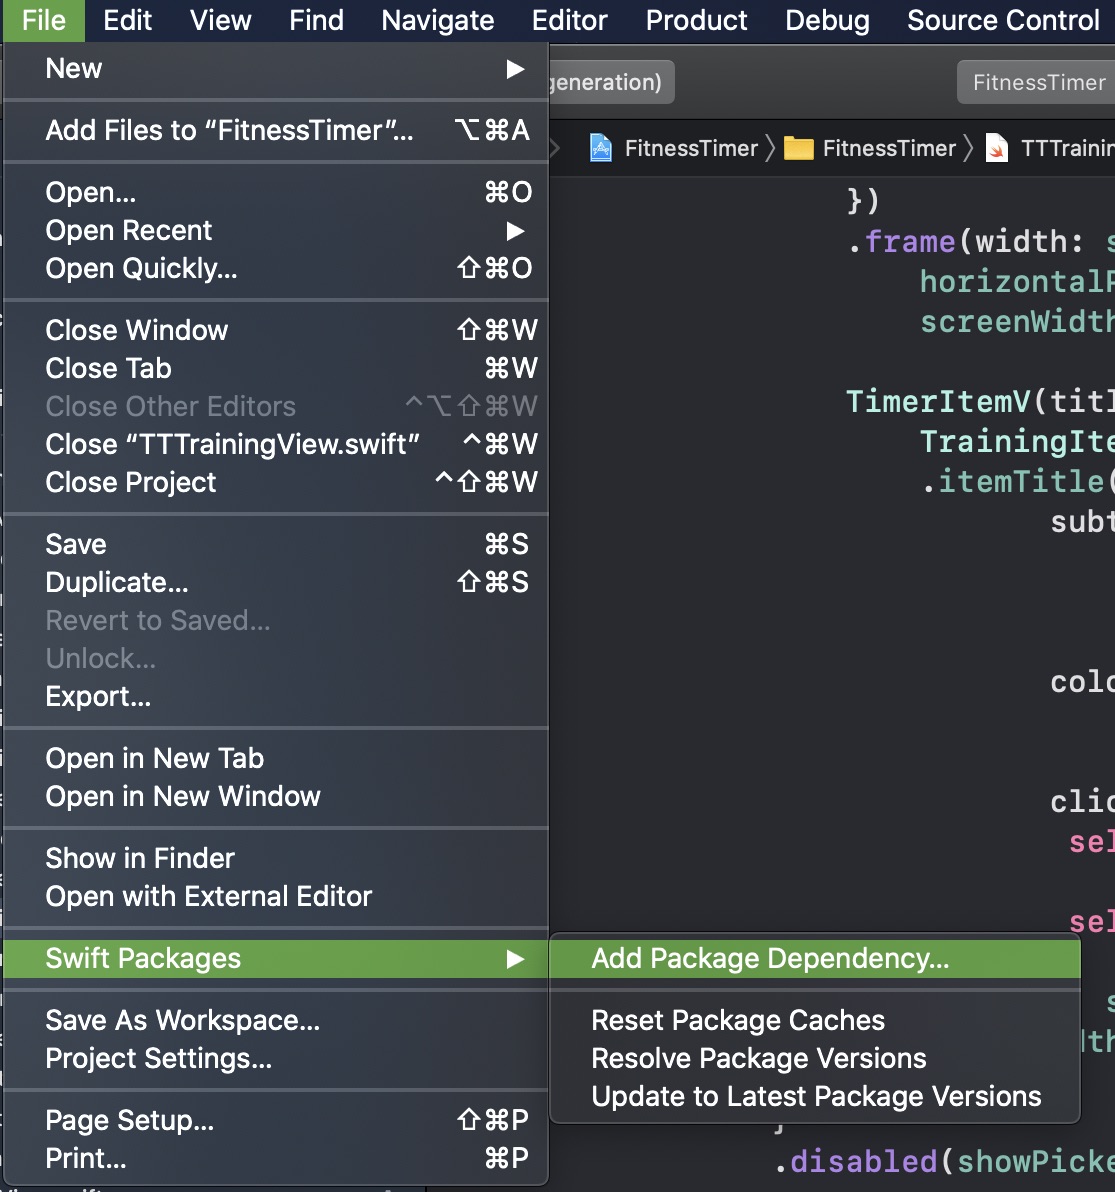 File Edit View Find Navigate Editor Product Debug Source Control
New
generation)
FitnessTimer
Add Files to “FitnessTimer”... ⌥⌘A
FitnessTimer
FitnessTimer
TTTrainin
Open... ⌘O
Open Recent
Open Quickly... ⇧⌘O
Close Window ⇧⌘W
Close Tab ⌘W
Close Other Editors ^⌥⇧⌘W
Close “TTTrainingView.swift” ^⌘W
Close Project ^⇧⌘W
Save ⌘S
Duplicate... ⇧⌘S
Revert to Saved...
Unlock...
Export...
Open in New Tab
Open in New Window
Show in Finder
Open with External Editor
Swift Packages
Save As Workspace...
Project Settings...
Page Setup... ⇧⌘P
Print... ⌘P
Add Package Dependency...
Reset Package Caches
Resolve Package Versions
Update to Latest Package Versions
})
.frame(width: s
horizontalP
screenWidth
TimerItemV(titl
TrainingIte
.itemTitle(
subt
colo
clic
sel
sel
s
dth
}
.disabled(showPicke